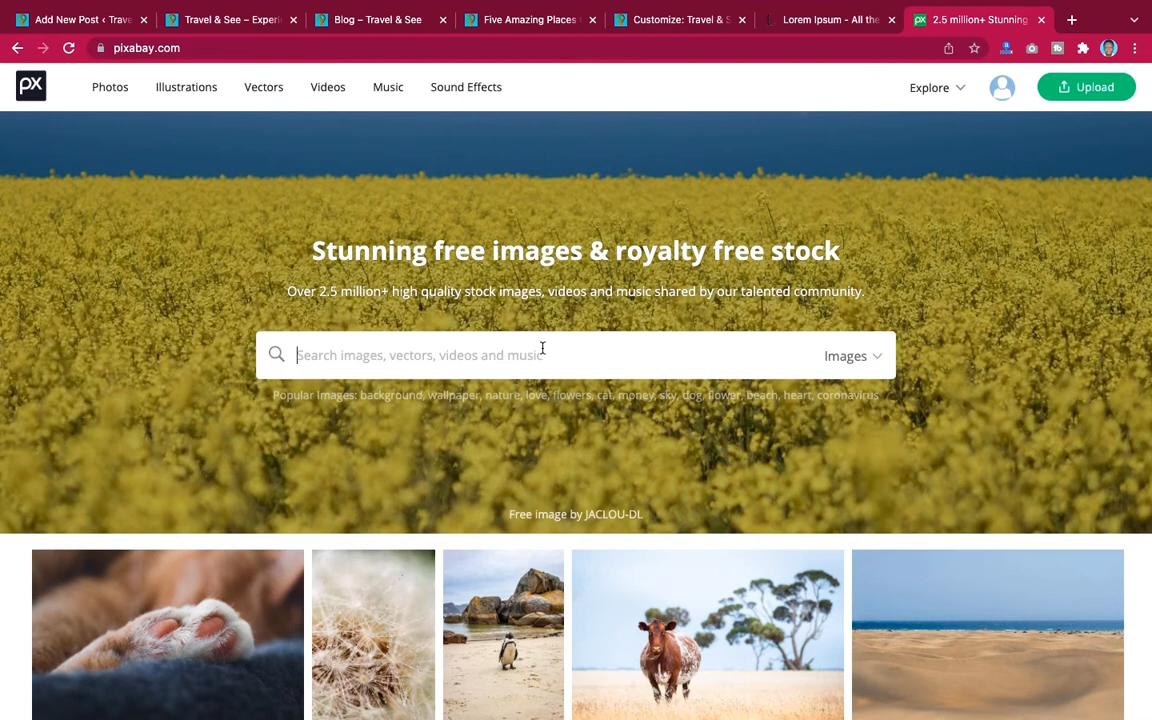 Add New Post ‹ Trave
Travel & See – Experi
Blog – Travel & See
Five Amazing Places
Customize: Travel & S
Lorem Ipsum - All the
2.5 million+ Stunning
pixabay.com
px
Photos
Illustrations
Vectors
Videos
Music
Sound Effects
Explore
Upload
Stunning free images & royalty free stock
Over 2.5 million+ high quality stock images, videos and music shared by our talented community.
Search images, vectors, videos and music
Images
Popular Images: background, wallpaper, nature, love, flowers, cat, money, sky, dog, flower, beach, heart, coronavirus
Free image by JACLOU-DL